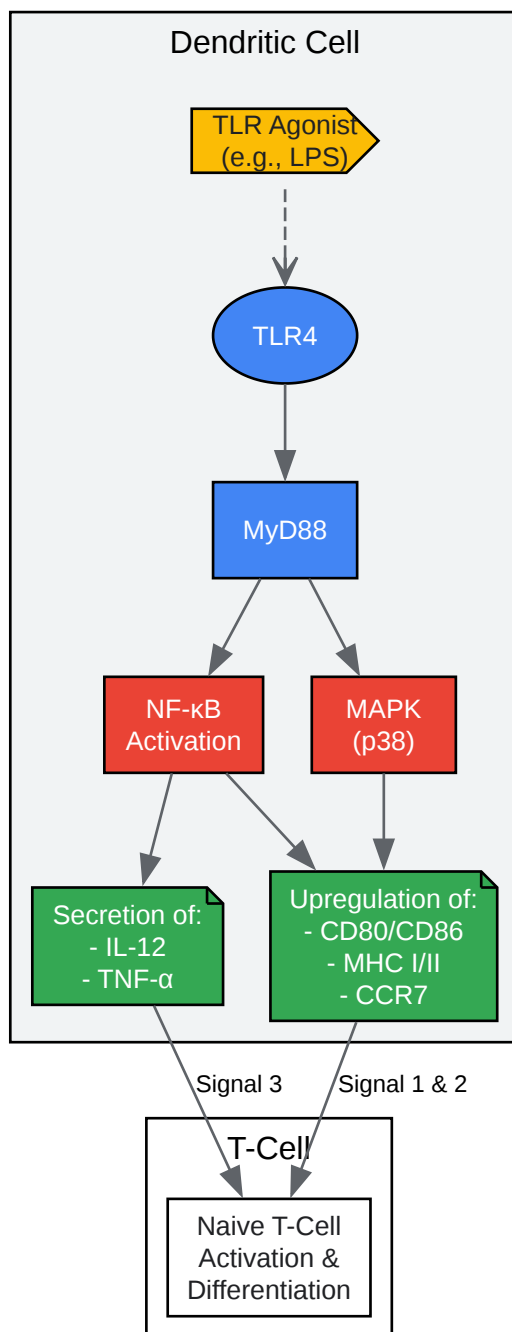 Dendritic Cell
TLR Agonist
(e.g., LPS)
TLR4
MyD88
NF-κB
Activation
MAPK
(p38)
Secretion of:
- IL-12
- TNF-α
Upregulation of:
- CD80/CD86
- MHC I/II
- CCR7
Signal 3
Signal 1 & 2
T-Cell
Naive T-Cell
Activation &
Differentiation